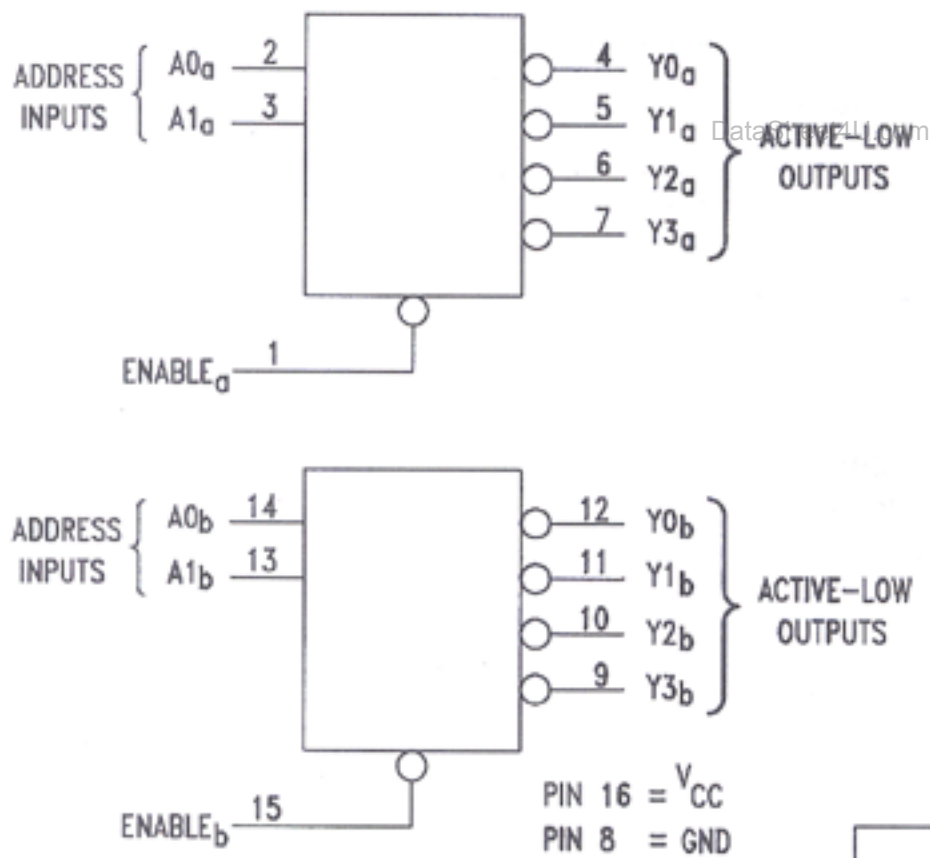 ADDRESS INPUTS
A0a 2
A1a 3
4 Y0a
5 Y1a
6 Y2a
7 Y3a
DataSheet4U.com
ACTIVE-LOW
OUTPUTS
ENABLEa 1
ADDRESS INPUTS
A0b 14
A1b 13
12 Y0b
11 Y1b
10 Y2b
9 Y3b
ACTIVE-LOW
OUTPUTS
ENABLEb 15
PIN 16 = VCC
PIN 8 = GND